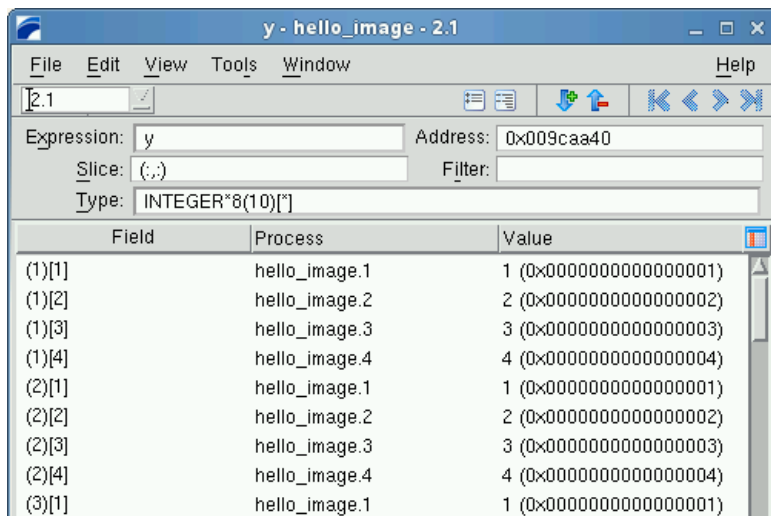 y - hello_image - 2.1
File Edit View Tools Window Help
2.1
Expression: y Address: 0x009caa40
Slice: (:,:) Filter:
Type: INTEGER*8(10)[*]
Field Process Value
(1)[1] hello_image.1 1 (0x0000000000000001)
(1)[2] hello_image.2 2 (0x0000000000000002)
(1)[3] hello_image.3 3 (0x0000000000000003)
(1)[4] hello_image.4 4 (0x0000000000000004)
(2)[1] hello_image.1 1 (0x0000000000000001)
(2)[2] hello_image.2 2 (0x0000000000000002)
(2)[3] hello_image.3 3 (0x0000000000000003)
(2)[4] hello_image.4 4 (0x0000000000000004)
(3)[1] hello_image.1 1 (0x0000000000000001)